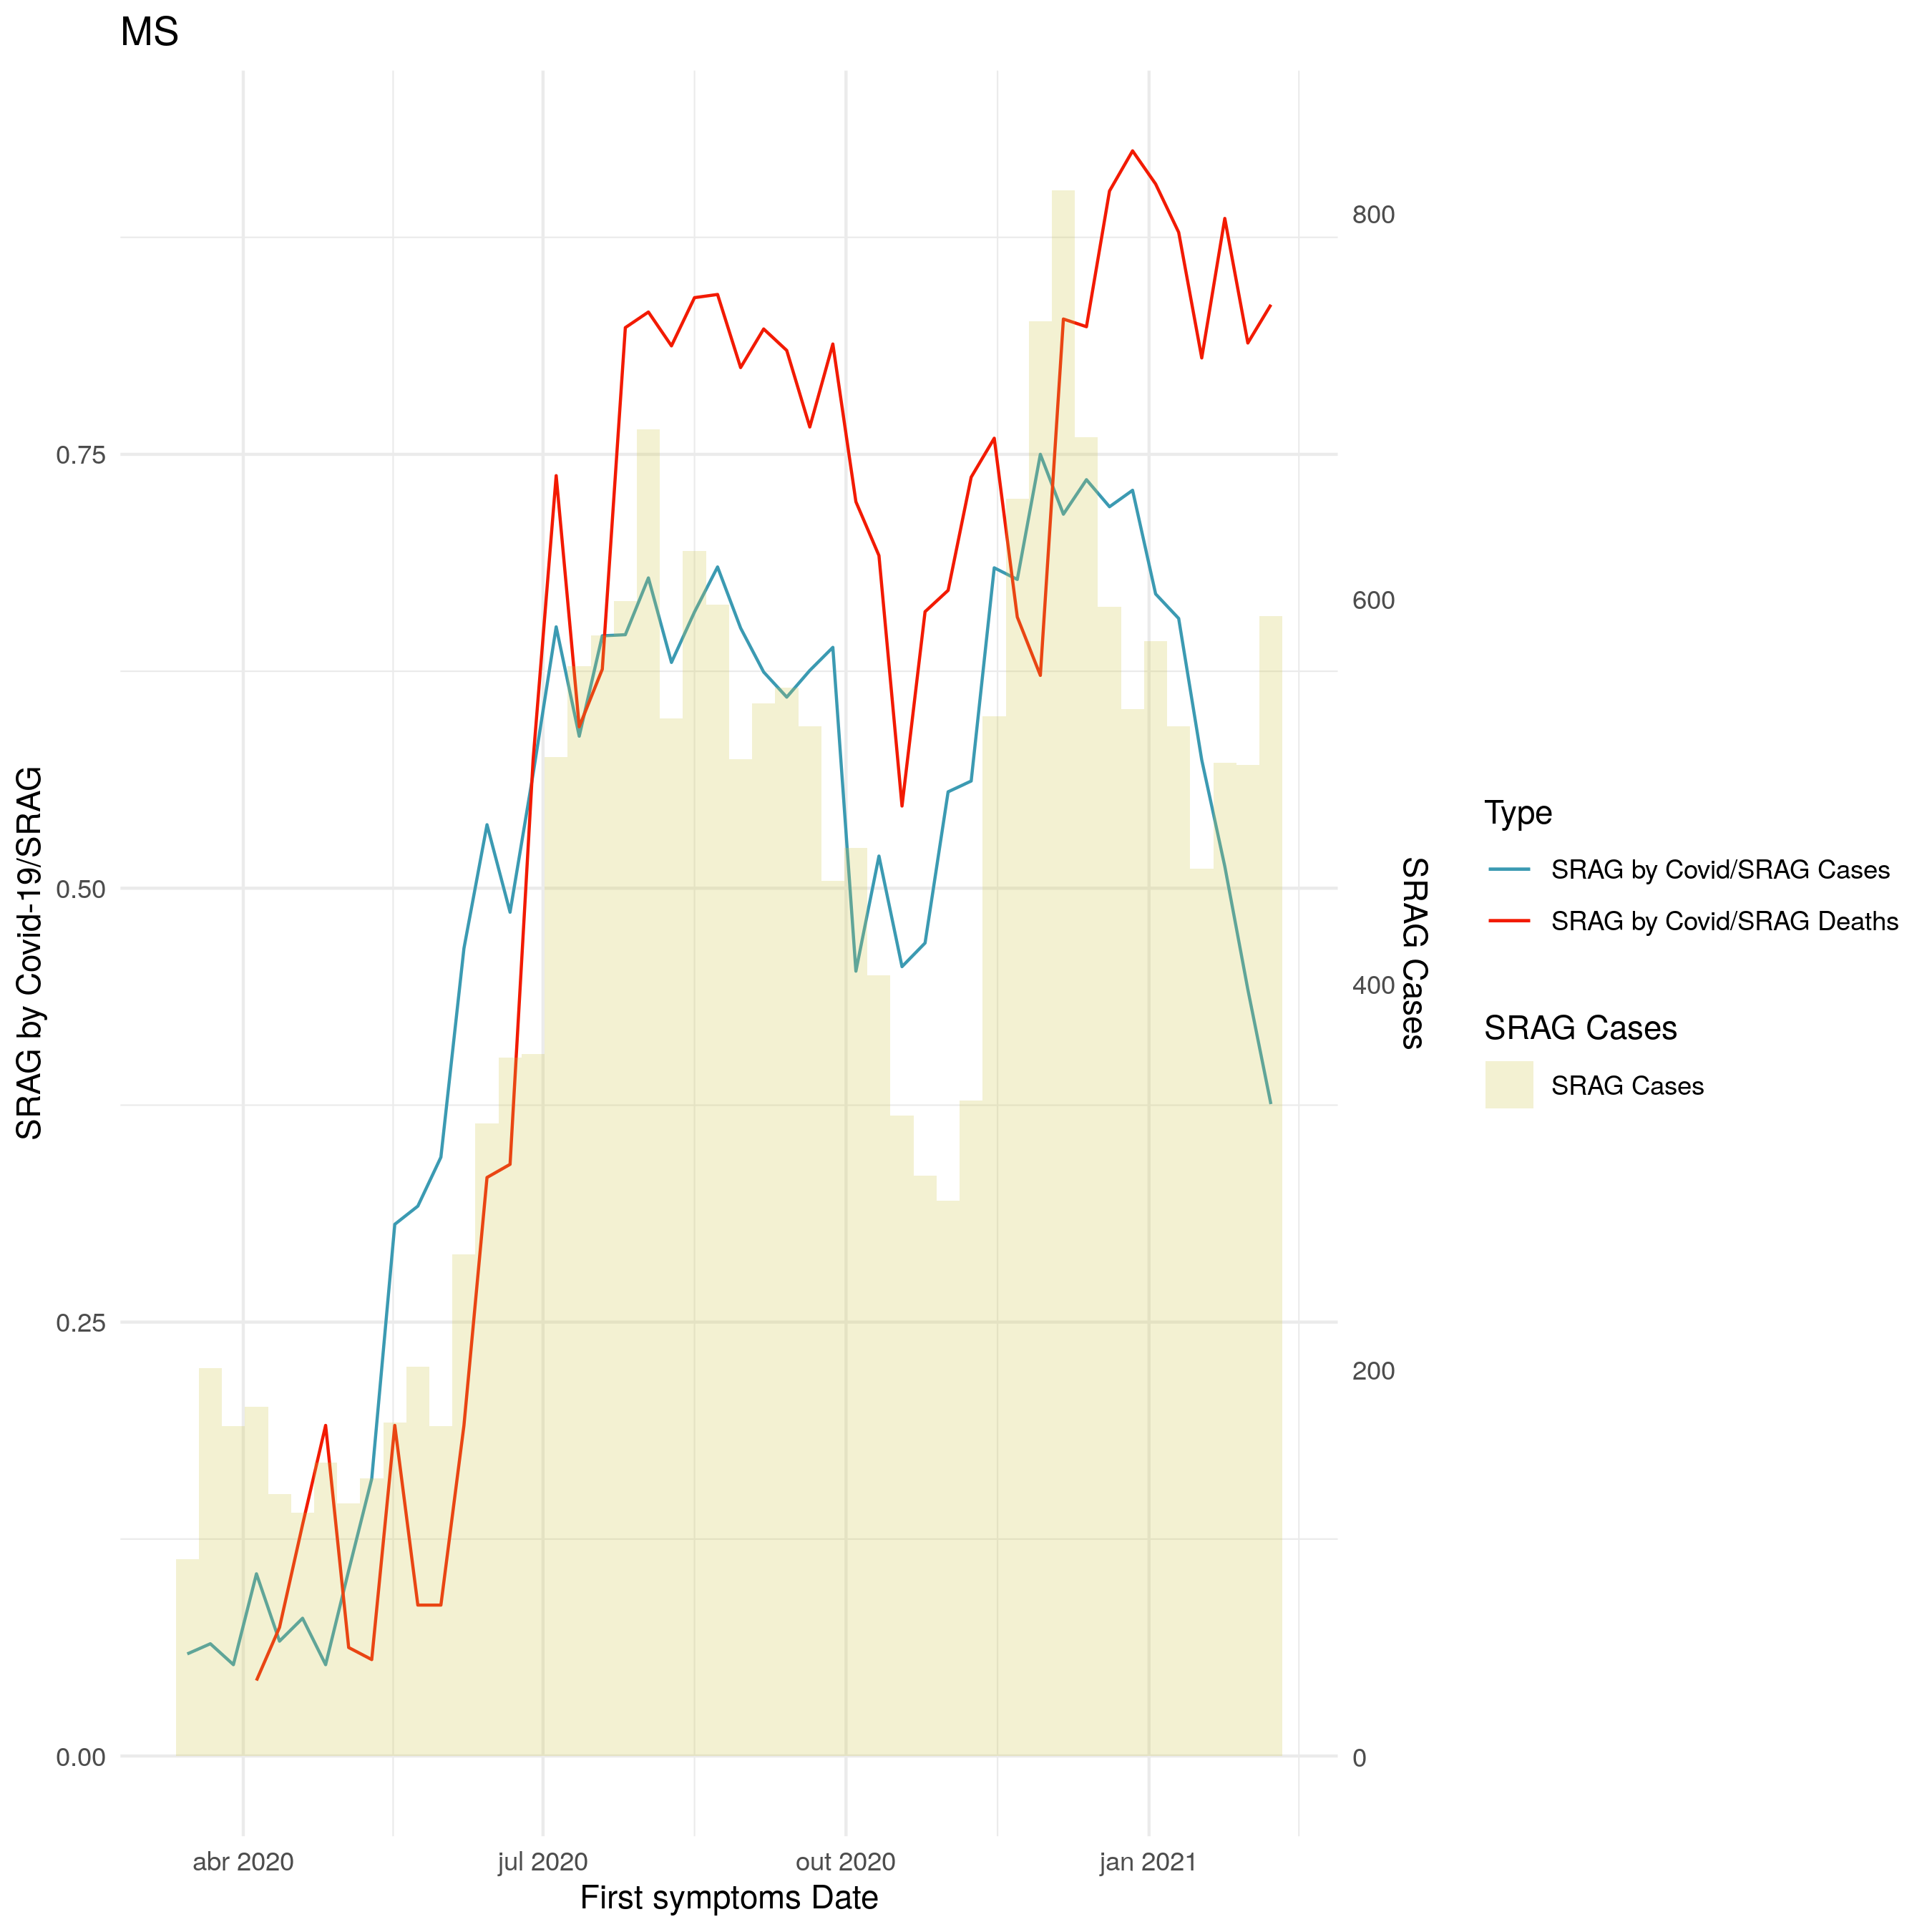 MS
SRAG by Covid-19/SRAG
0.75
0.50
0.25
0.00
800
600
400
200
0
SRAG Cases
abr 2020
jul 2020
out 2020
jan 2021
First symptoms Date
Type
SRAG by Covid/SRAG Cases
SRAG by Covid/SRAG Deaths
SRAG Cases
SRAG Cases